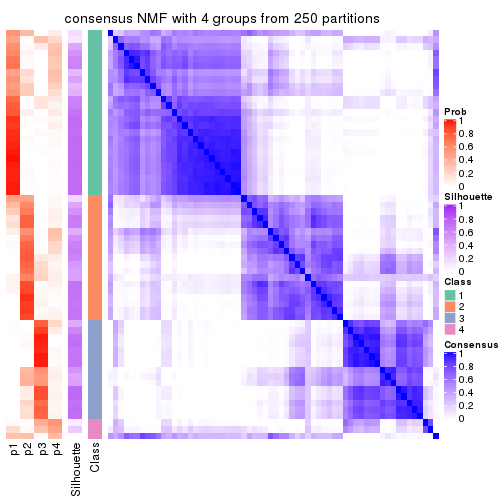 consensus NMF with 4 groups from 250 partitions
Prob
1
0.8
0.6
0.4
0.2
0
Silhouette
1
0.8
0.6
0.4
0.2
0
Class
1
2
3
4
Consensus
1
0.8
0.6
0.4
0.2
0
p1
p2
p3
p4
Silhouette
Class